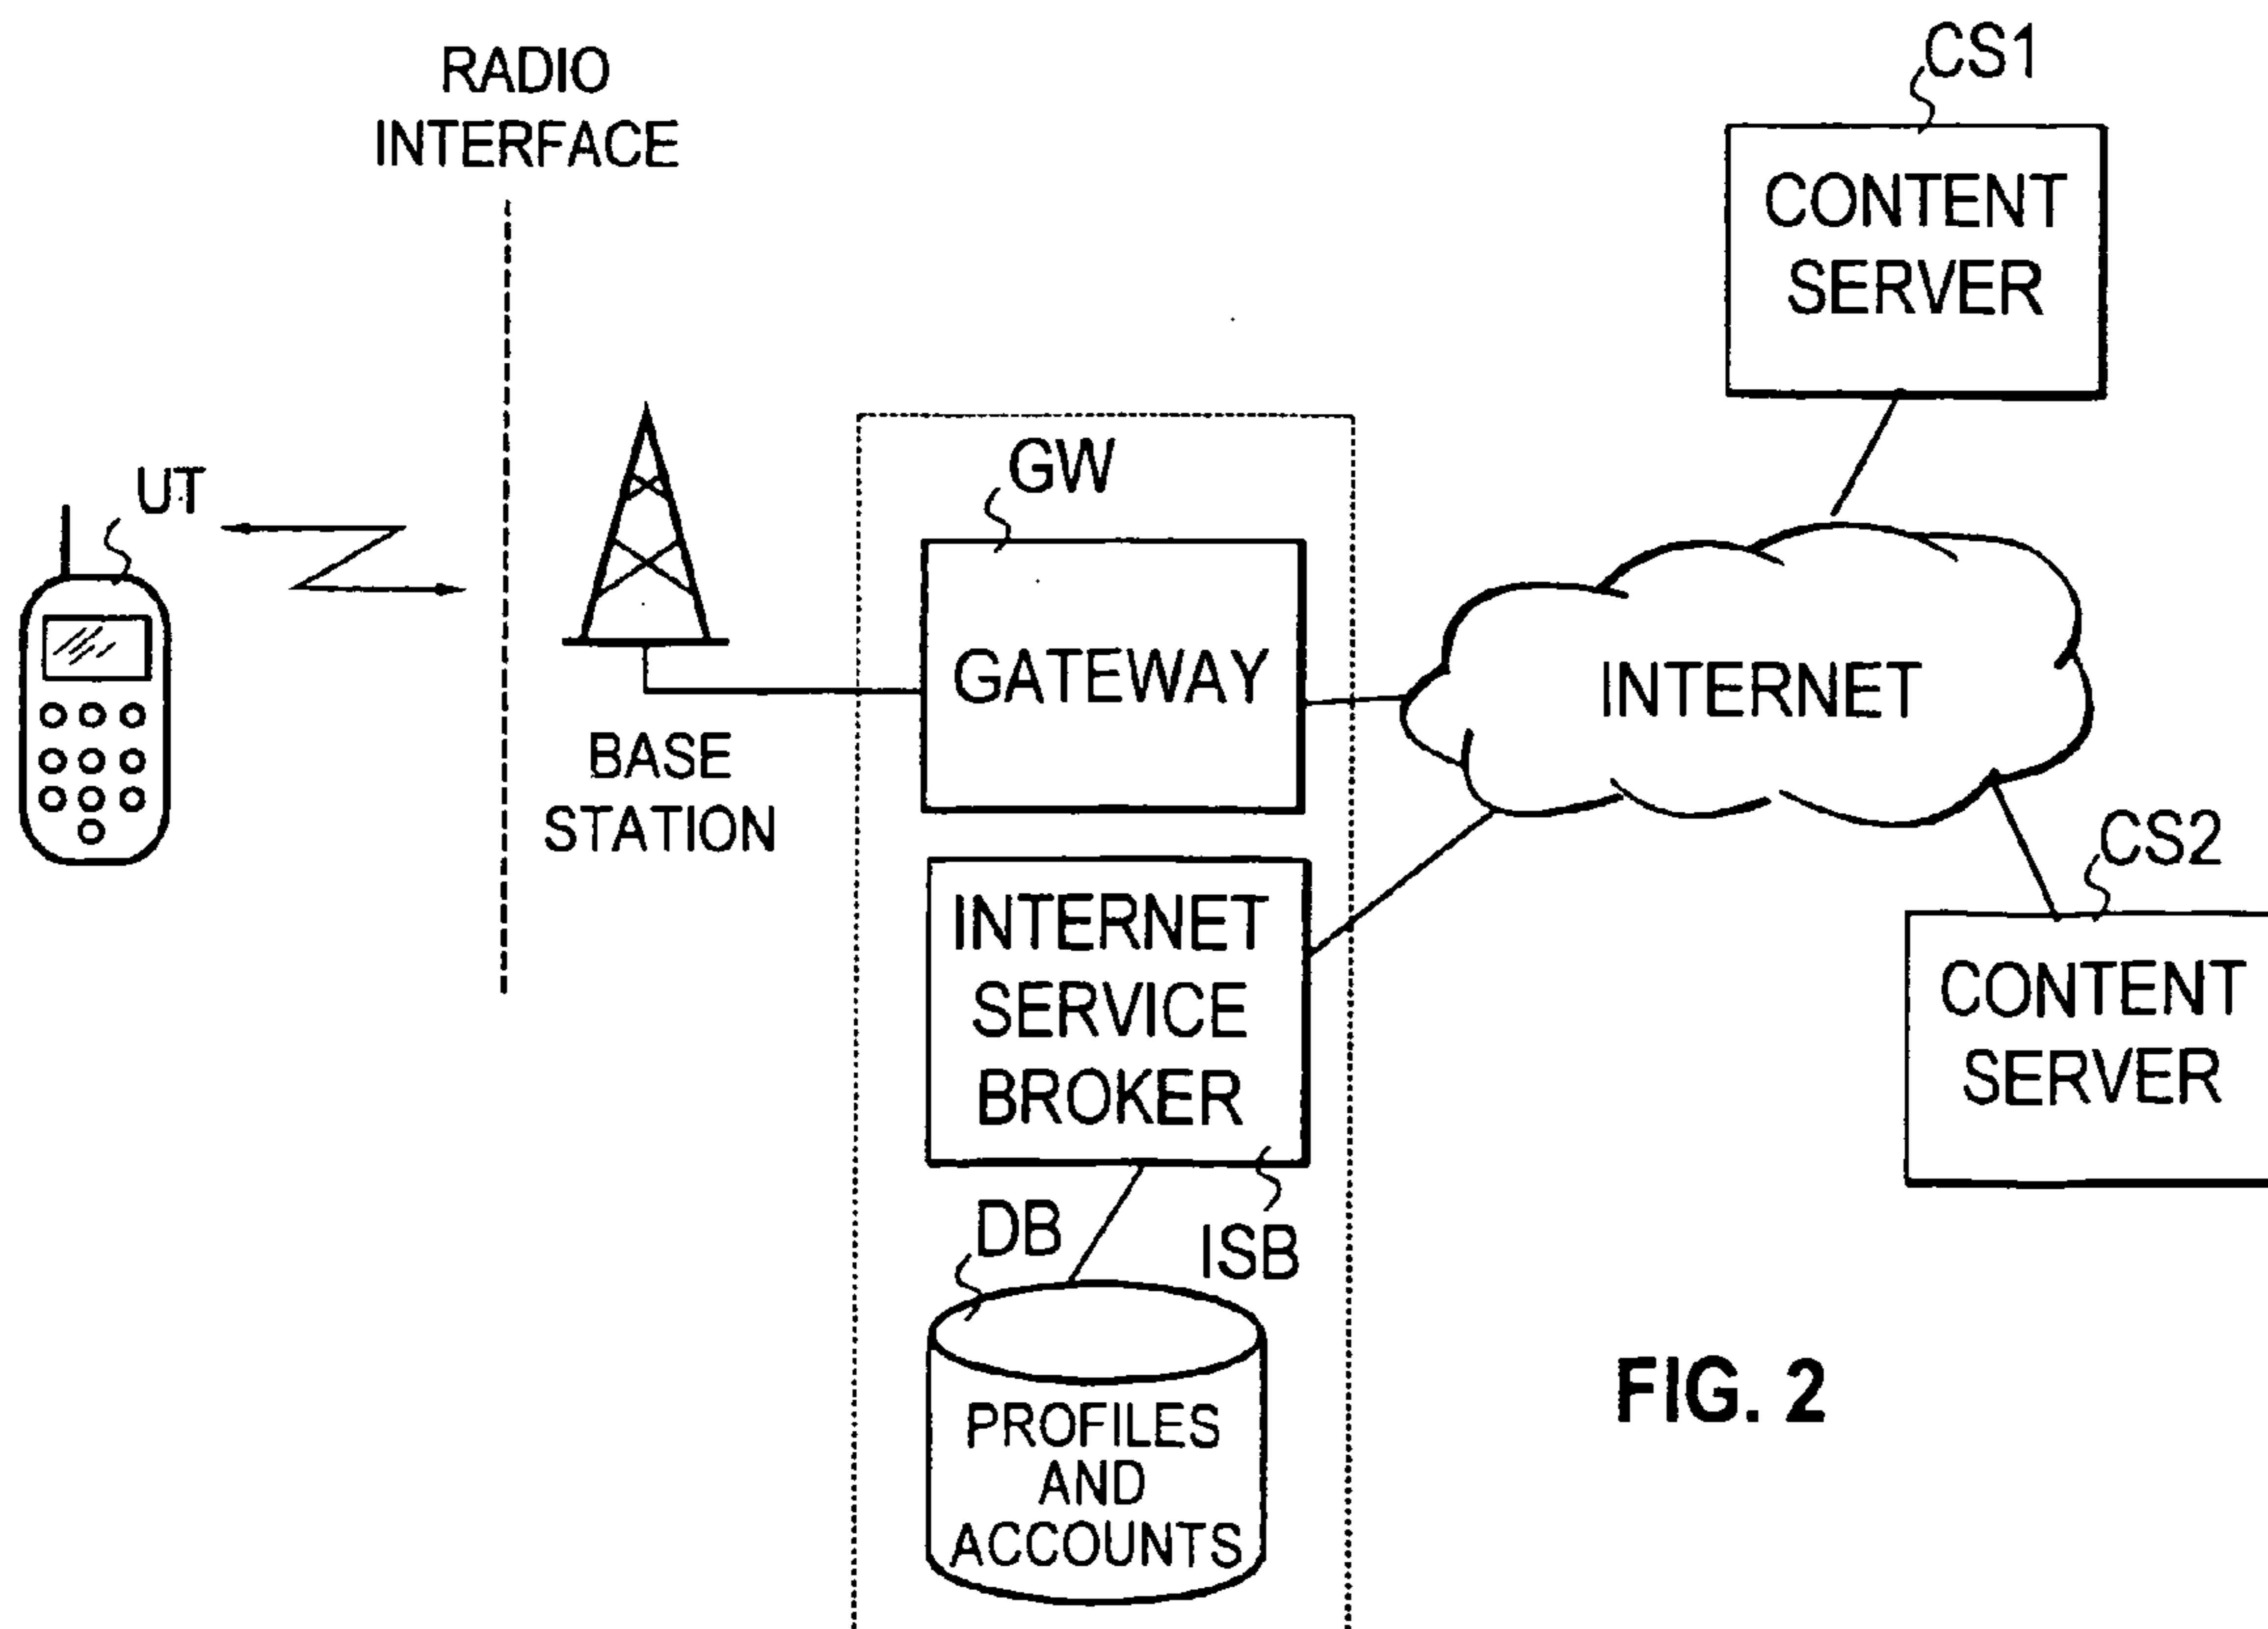 RADIO
INTERFACE
CS1
CONTENT
SERVER
UT
GW
GATEWAY
INTERNET
BASE
STATION
CS2
CONTENT
SERVER
INTERNET
SERVICE
BROKER
DB
ISB
PROFILES
AND
ACCOUNTS
FIG. 2